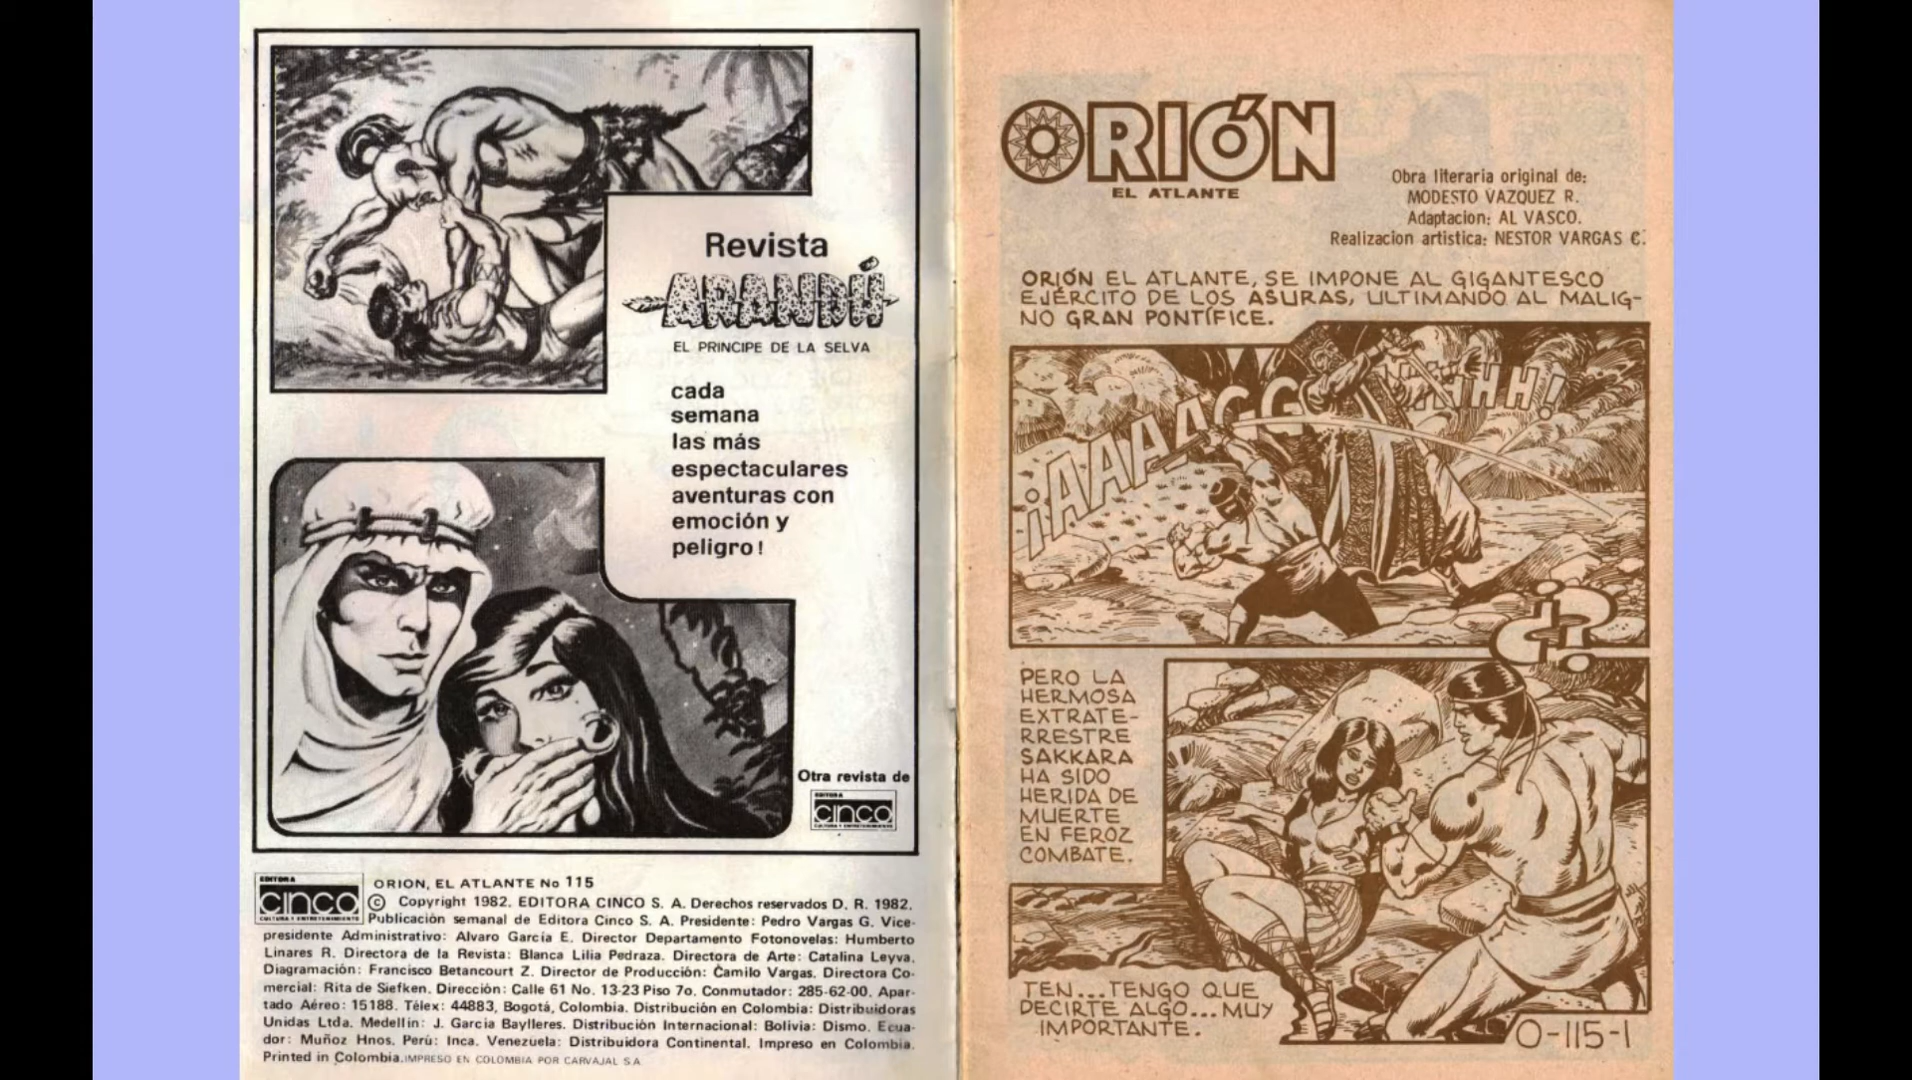 Revista
ARANDÚ
EL PRINCIPE DE LA SELVA
cada
semana
las más
espectaculares
aventuras con
emoción y
peligro!
Otra revista de
EDITORA
CINCO
CULTURA Y ENTRETENIMIENTO
EDITORA
CINCO
CULTURA Y ENTRETENIMIENTO
ORION, EL ATLANTE No 115
© Copyright 1982. EDITORA CINCO S. A. Derechos reservados D. R. 1982.
Publicación semanal de Editora Cinco S. A. Presidente: Pedro Vargas G. Vice-
presidente Administrativo: Alvaro García E. Director Departamento Fotonovelas: Humberto
Linares R. Directora de la Revista: Blanca Lilia Pedraza. Directora de Arte: Catalina Leyva.
Diagramación: Francisco Betancourt Z. Director de Producción: Camilo Vargas. Directora Co-
mercial: Rita de Siefken. Dirección: Calle 61 No. 13-23 Piso 7o. Conmutador: 285-62-00. Apar-
tado Aéreo: 15188. Télex: 44883, Bogotá, Colombia. Distribución en Colombia: Distribuidoras
Unidas Ltda. Medellín: J. García Baylleres. Distribución Internacional: Bolivia: Dismo. Ecua-
dor: Muñoz Hnos. Perú: Inca. Venezuela: Distribuidora Continental. Impreso en Colombia.
Printed in Colombia. IMPRESO EN COLOMBIA POR CARVAJAL S.A.
ORIÓN
EL ATLANTE
Obra literaria original de:
MODESTO VAZQUEZ R.
Adaptacion: AL VASCO.
Realizacion artistica: NESTOR VARGAS C.
ORIÓN EL ATLANTE, SE IMPONE AL GIGANTESCO
EJÉRCITO DE LOS ASURAS, ULTIMANDO AL MALIG-
NO GRAN PONTÍFICE.
¡AAAAGG HHH!
¿?
PERO LA
HERMOSA
EXTRATE-
RRESTRE
SAKKARA
HA SIDO
HERIDA DE
MUERTE
EN FEROZ
COMBATE.
TEN...TENGO QUE
DECIRTE ALGO...MUY
IMPORTANTE.
O-115-1